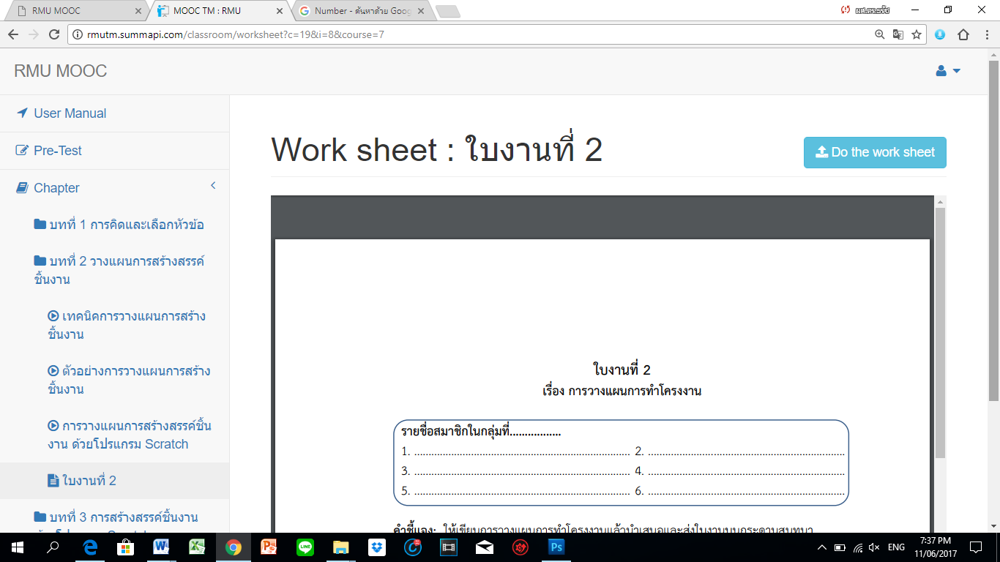 RMU MOOC
MOOC TM : RMU
Number - ค้นหาด้วย Goog
ผศ.ดร.ธรัช
rmutm.summapi.com/classroom/worksheet?c=19&i=8&course=7
RMU MOOC
User Manual
Pre-Test
Chapter
บทที่ 1 การคิดและเลือกหัวข้อ
บทที่ 2 วางแผนการสร้างสรรค์
ชิ้นงาน
เทคนิคการวางแผนการสร้าง
ชิ้นงาน
ตัวอย่างการวางแผนการสร้าง
ชิ้นงาน
การวางแผนการสร้างสรรค์ชิ้น
งาน ด้วยโปรแกรม Scratch
ใบงานที่ 2
บทที่ 3 การสร้างสรรค์ชิ้นงาน
Work sheet : ใบงานที่ 2
Do the work sheet
ใบงานที่ 2
เรื่อง การวางแผนการทำโครงงาน
รายชื่อสมาชิกในกลุ่มที่.................
1. ........................................................................ 2. ..................................................................
3. ........................................................................ 4. ..................................................................
5. ........................................................................ 6. ..................................................................
คำชี้แจง: ให้เขียนการวางแผนการทำโครงงานแล้วนำเสนอและส่งใบงานบนกระดานสนทนา
ENG
7:37 PM
11/06/2017